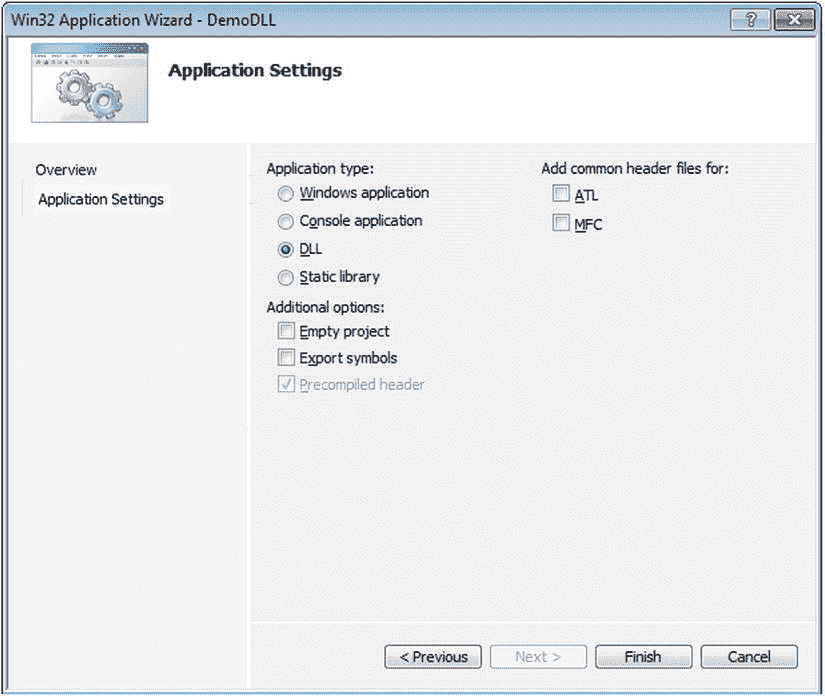 Win32 Application Wizard - DemoDLL
?
Application Settings
Overview
Application Settings
Application type:
Windows application
Console application
DLL
Static library
Additional options:
Empty project
Export symbols
Precompiled header
Add common header files for:
ATL
MFC
< Previous
Next >
Finish
Cancel